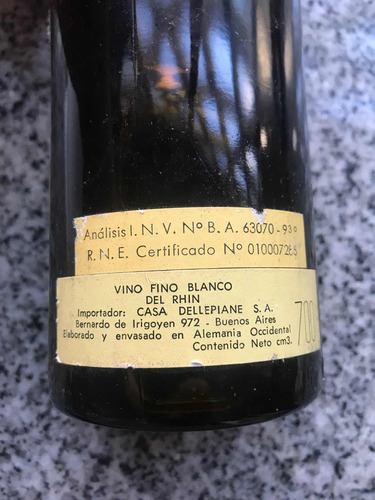 Análisis I. N. V. Nº B. A. 63070 - 93º
R. N. E. Certificado Nº 010007265
VINO FINO BLANCO
DEL RHIN
Importador: CASA DELLEPIANE S. A.
Bernardo de Irigoyen 972 - Buenos Aires
Elaborado y envasado en Alemania Occidental
Contenido Neto cm3. 700